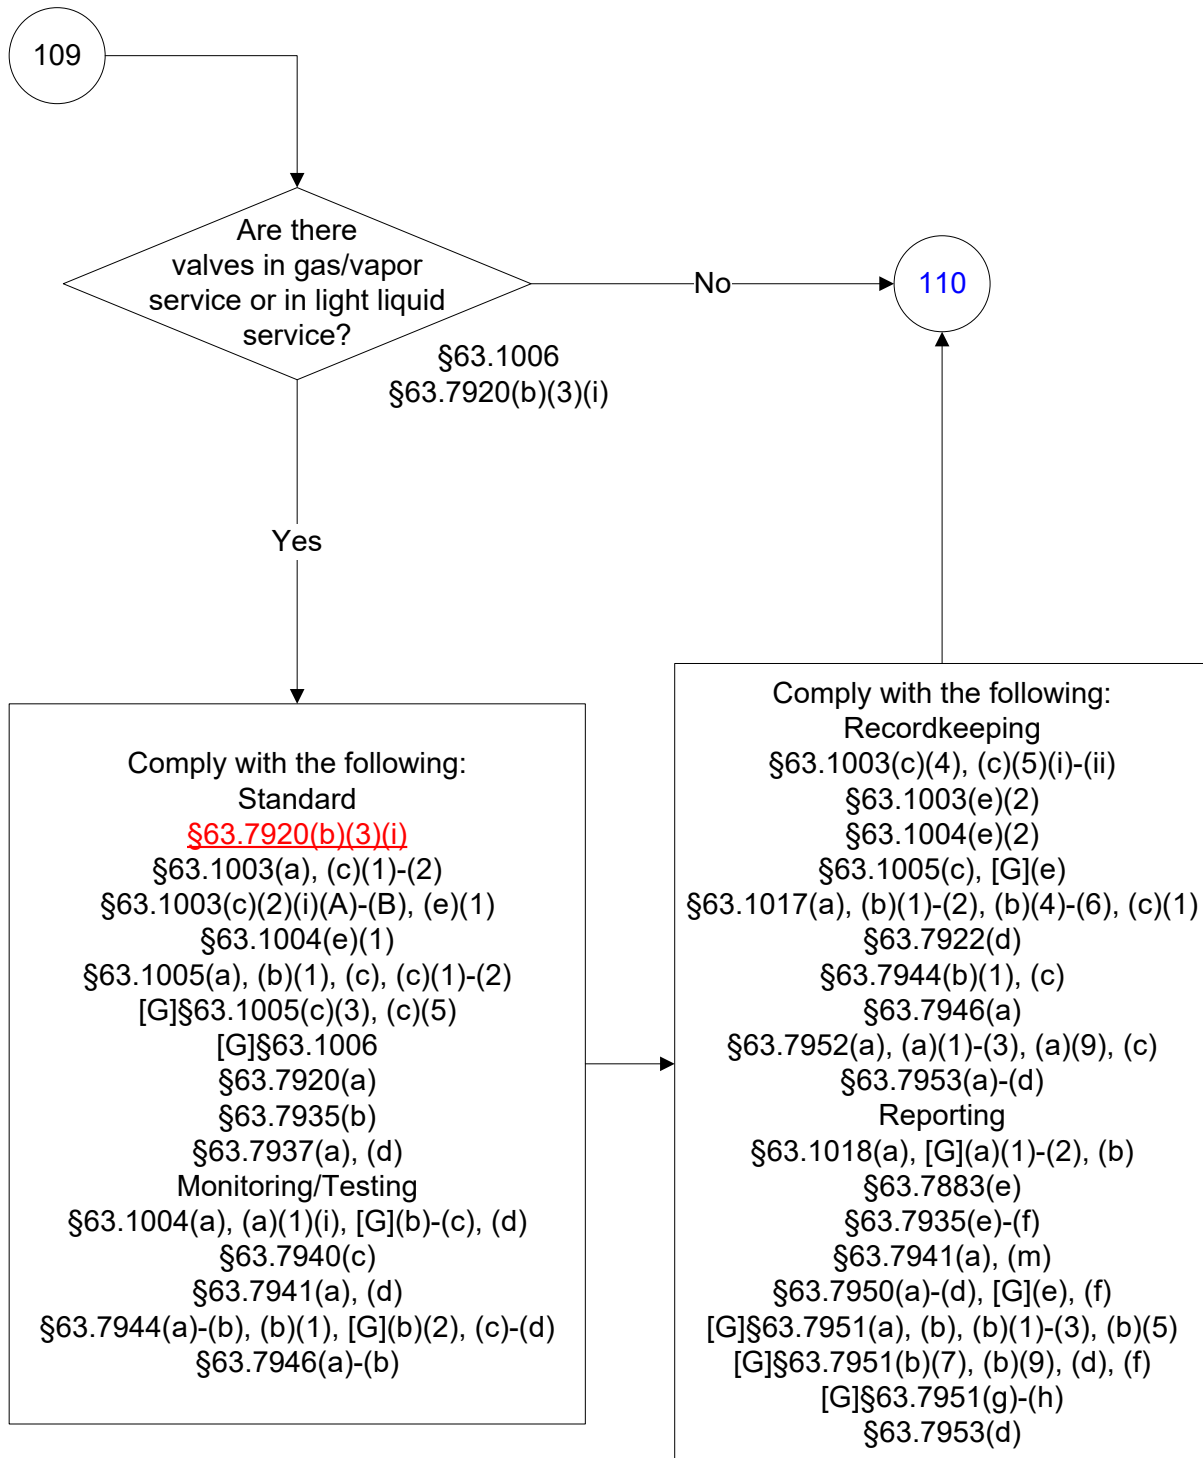 109
Are there
valves in gas/vapor
service or in light liquid
service?
No
110
§63.1006
§63.7920(b)(3)(i)
Yes
Comply with the following:
Standard
§63.7920(b)(3)(i)
§63.1003(a), (c)(1)-(2)
§63.1003(c)(2)(i)(A)-(B), (e)(1)
§63.1004(e)(1)
§63.1005(a), (b)(1), (c), (c)(1)-(2)
[G]§63.1005(c)(3), (c)(5)
[G]§63.1006
§63.7920(a)
§63.7935(b)
§63.7937(a), (d)
Monitoring/Testing
§63.1004(a), (a)(1)(i), [G](b)-(c), (d)
§63.7940(c)
§63.7941(a), (d)
§63.7944(a)-(b), (b)(1), [G](b)(2), (c)-(d)
§63.7946(a)-(b)
Comply with the following:
Recordkeeping
§63.1003(c)(4), (c)(5)(i)-(ii)
§63.1003(e)(2)
§63.1004(e)(2)
§63.1005(c), [G](e)
§63.1017(a), (b)(1)-(2), (b)(4)-(6), (c)(1)
§63.7922(d)
§63.7944(b)(1), (c)
§63.7946(a)
§63.7952(a), (a)(1)-(3), (a)(9), (c)
§63.7953(a)-(d)
Reporting
§63.1018(a), [G](a)(1)-(2), (b)
§63.7883(e)
§63.7935(e)-(f)
§63.7941(a), (m)
§63.7950(a)-(d), [G](e), (f)
[G]§63.7951(a), (b), (b)(1)-(3), (b)(5)
[G]§63.7951(b)(7), (b)(9), (d), (f)
[G]§63.7951(g)-(h)
§63.7953(d)